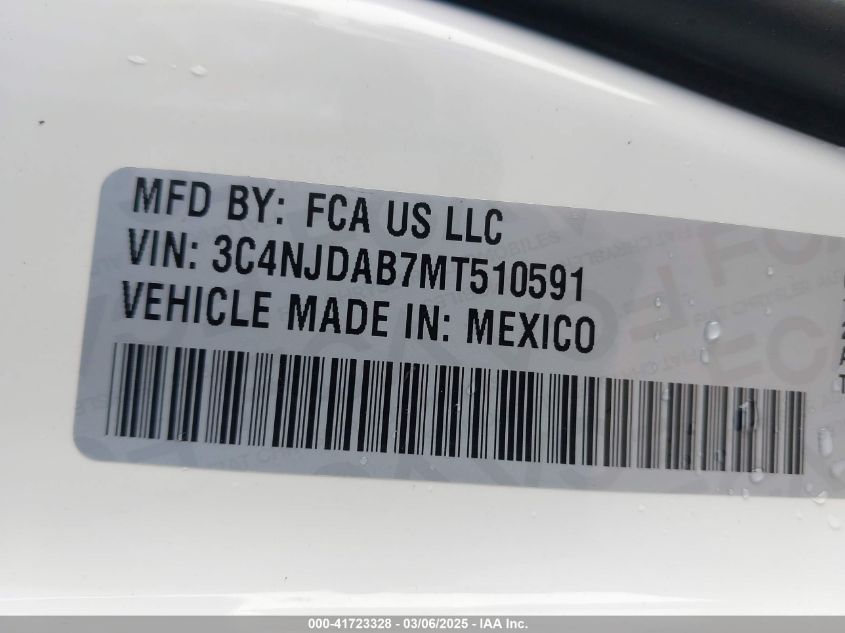 MFD BY: FCA US LLC
VIN: 3C4NJDAB7MT510591
VEHICLE MADE IN: MEXICO
000-41723328 - 03/06/2025 - IAA Inc.